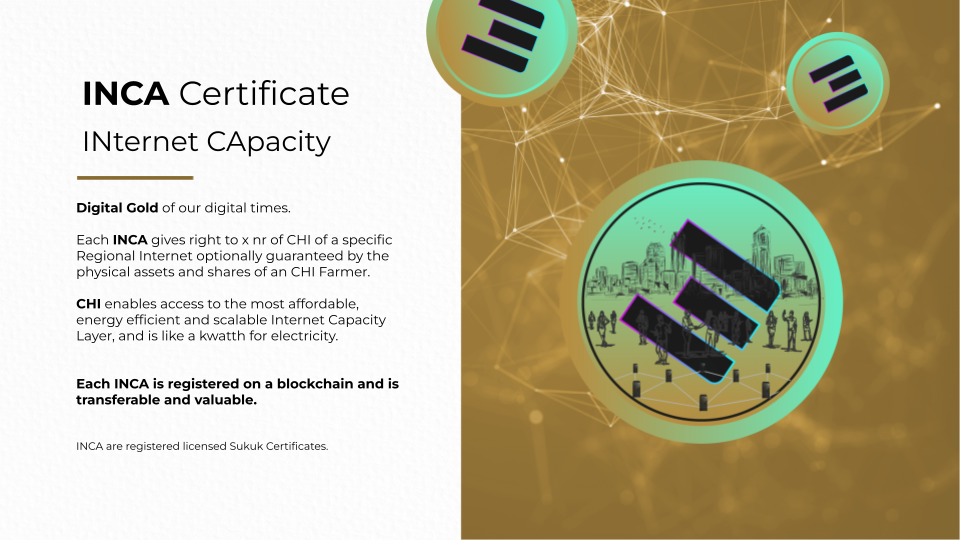 INCA Certificate
INternet CApacity
Digital Gold of our digital times.
Each INCA gives right to x nr of CHI of a specific
Regional Internet optionally guaranteed by the
physical assets and shares of an CHI Farmer.
CHI enables access to the most affordable,
energy efficient and scalable Internet Capacity
Layer, and is like a kwatth for electricity.
Each INCA is registered on a blockchain and is
transferable and valuable.
INCA are registered licensed Sukuk Certificates.